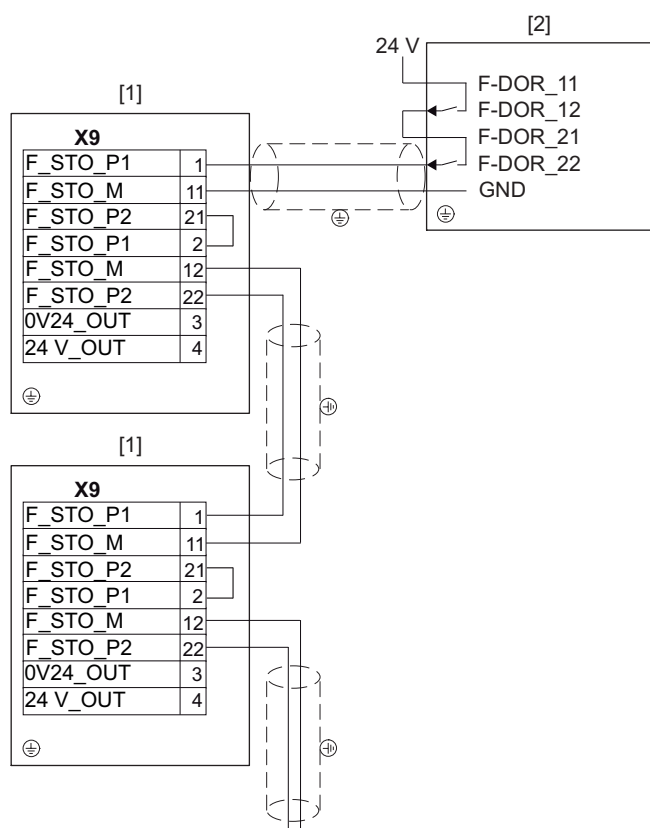 [2]
24 V
F-DOR_11
F-DOR_12
F-DOR_21
F-DOR_22
GND
[1]
X9
F_STO_P1 1
F_STO_M 11
F_STO_P2 21
F_STO_P1 2
F_STO_M 12
F_STO_P2 22
0V24_OUT 3
24 V_OUT 4
[1]
X9
F_STO_P1 1
F_STO_M 11
F_STO_P2 21
F_STO_P1 2
F_STO_M 12
F_STO_P2 22
0V24_OUT 3
24 V_OUT 4